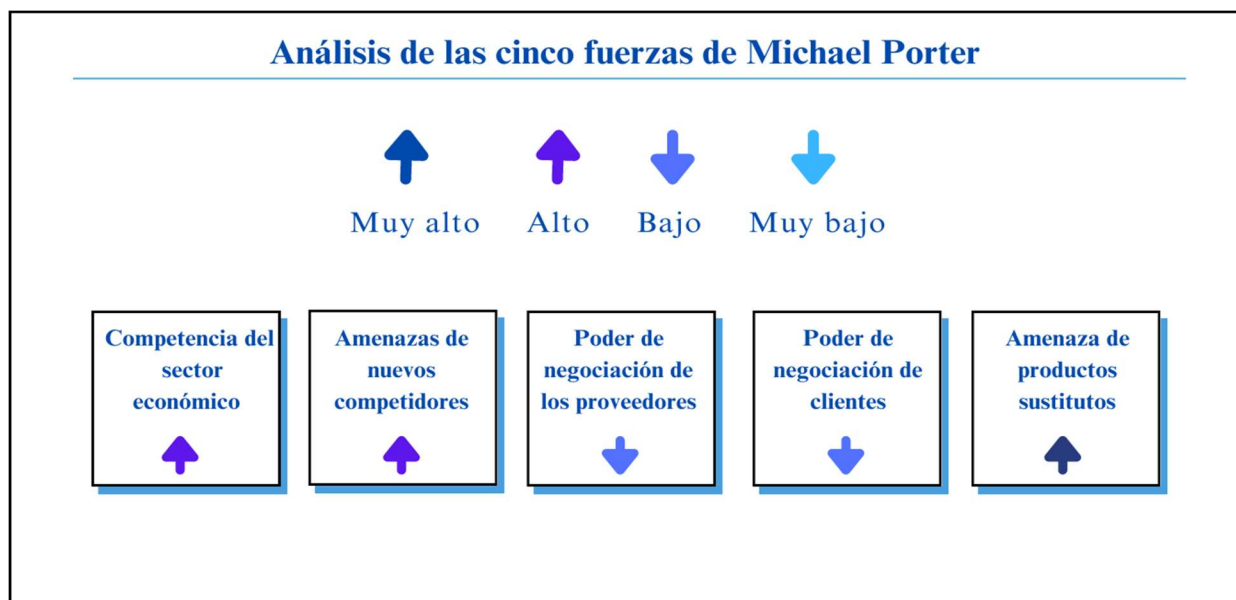 Análisis de las cinco fuerzas de Michael Porter
Muy alto
Alto
Bajo
Muy bajo
Competencia del
sector
económico
Amenazas de
nuevos
competidores
Poder de
negociación de
los proveedores
Poder de
negociación de
clientes
Amenaza de
productos
sustitutos